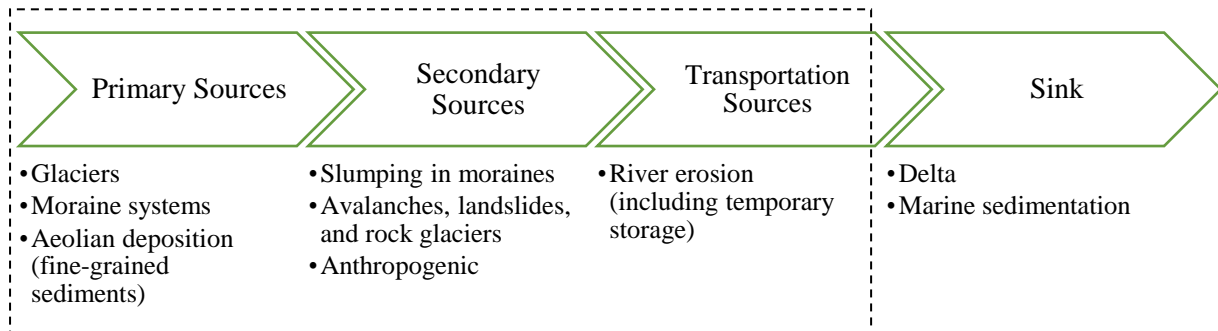 Primary Sources
Secondary
Sources
Transportation
Sources
Sink
•Glaciers
•Moraine systems
•Aeolian deposition
(fine-grained
sediments)
•Slumping in moraines
•Avalanches, landslides,
and rock glaciers
•Anthropogenic
•River erosion
(including temporary
storage)
•Delta
•Marine sedimentation